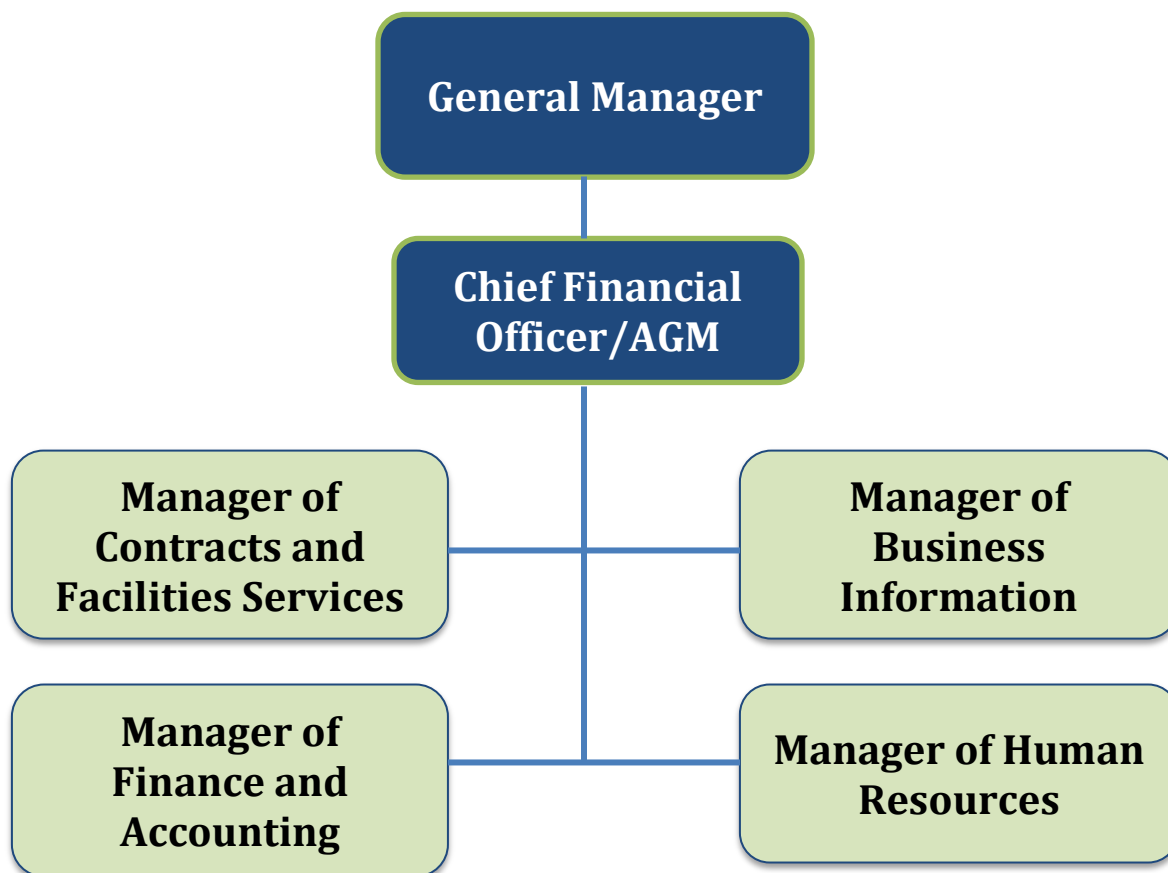 General Manager
Chief Financial
Officer/AGM
Manager of
Contracts and
Facilities Services
Manager of
Business
Information
Manager of
Finance and
Accounting
Manager of Human
Resources